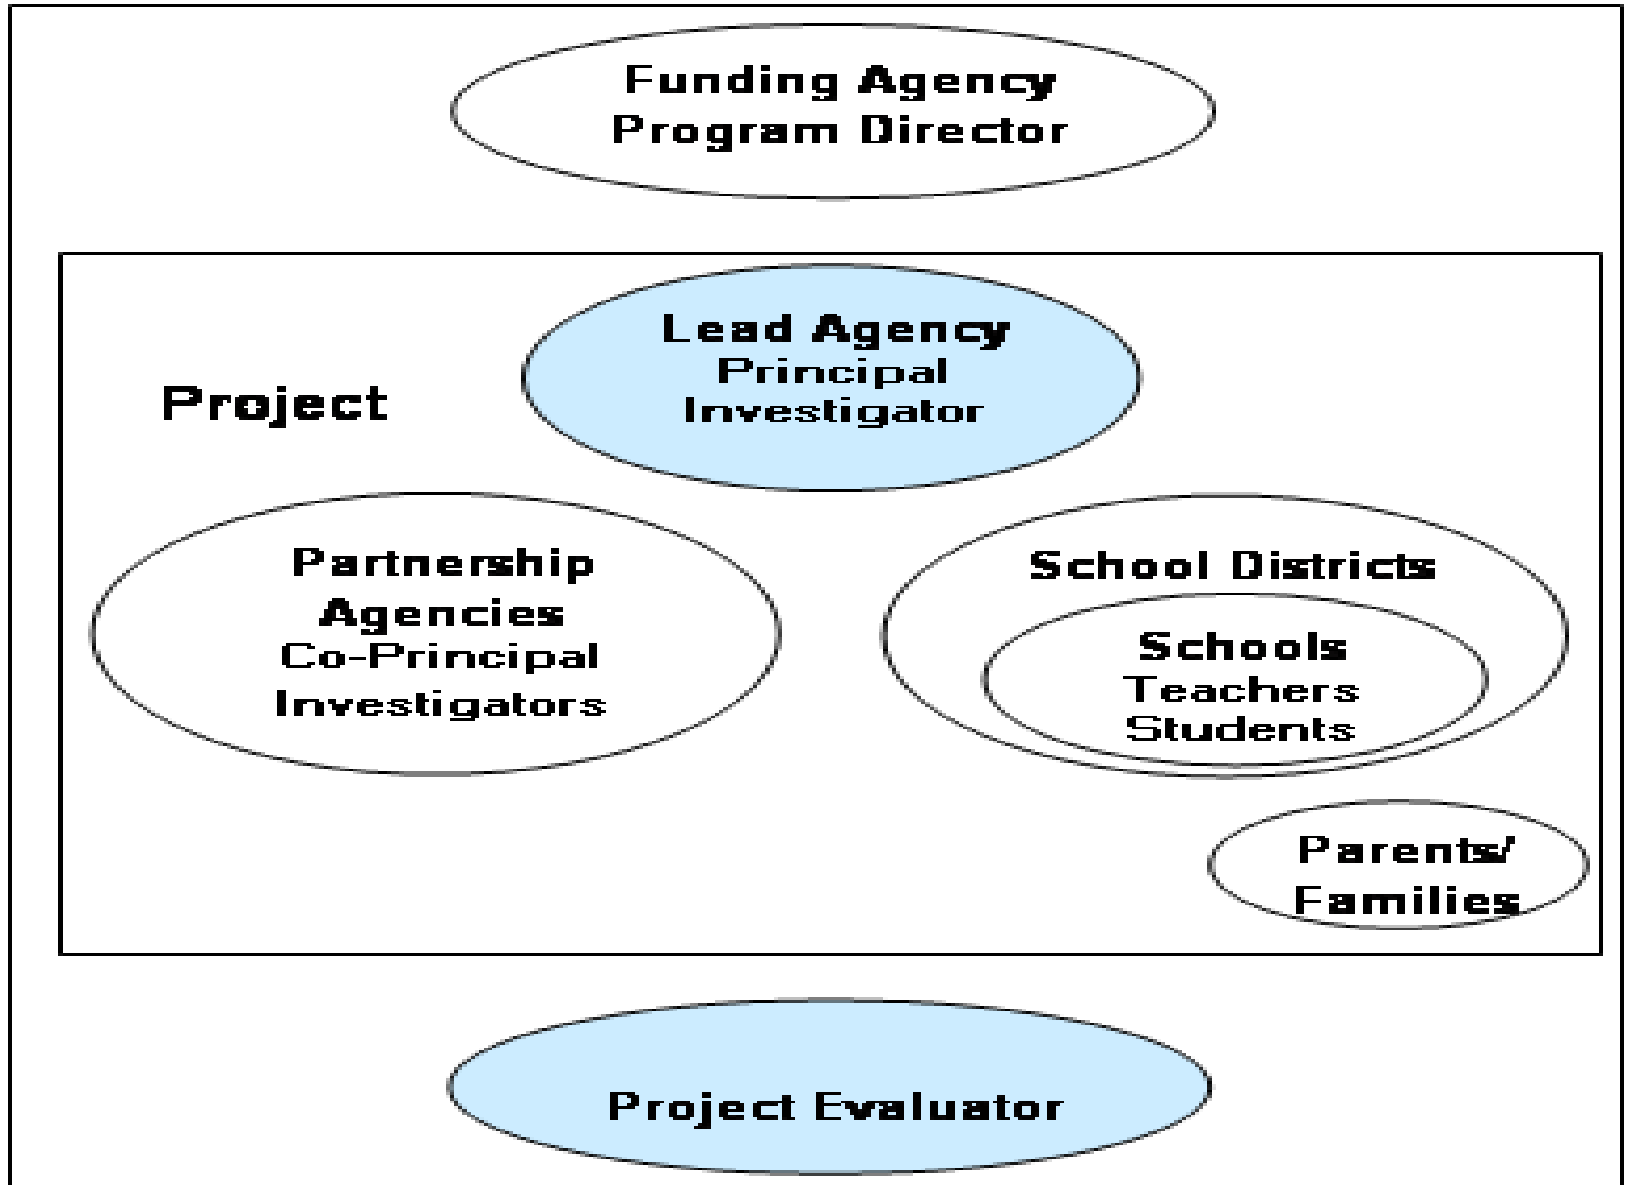 Funding Agency
Program Director
Lead Agency
Principal
Investigator
Project
Partnership
Agencies
Co-Principal
Investigators
School Districts
Schools
Teachers
Students
Parents/
Families
Project Evaluator